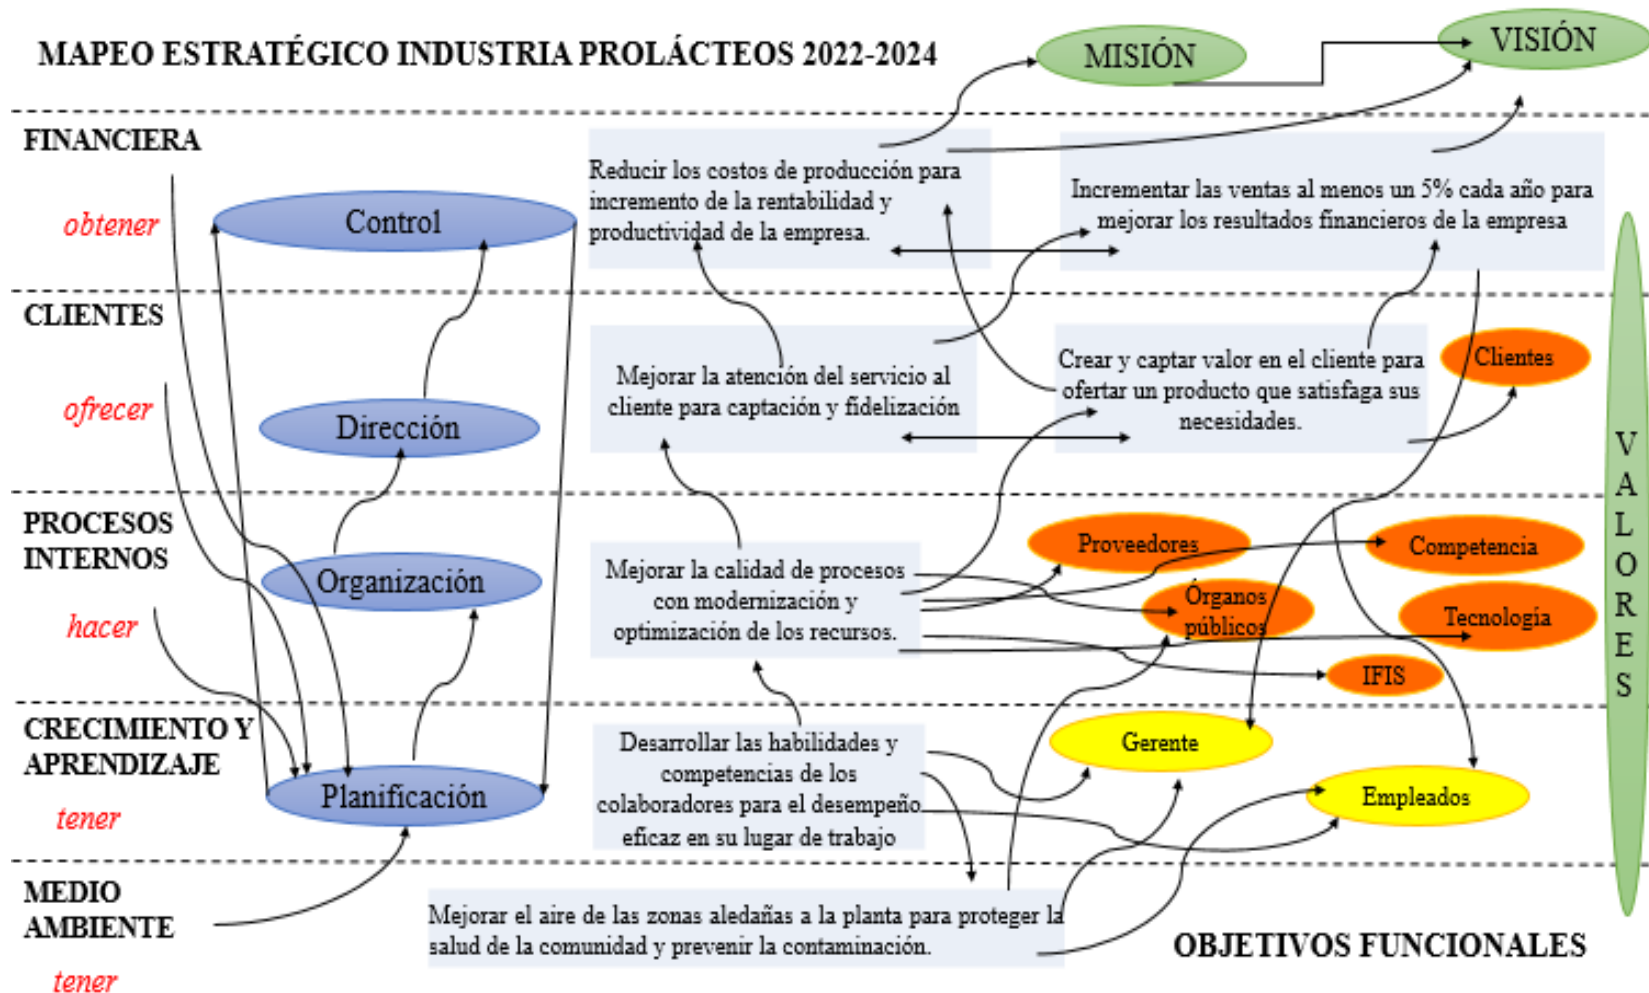 MAPEO ESTRATÉGICO INDUSTRIA PROLÁCTEOS 2022-2024
MISIÓN
VISIÓN
FINANCIERA
obtener
Control
Reducir los costos de producción para
incremento de la rentabilidad y
productividad de la empresa.
Incrementar las ventas al menos un 5% cada año para
mejorar los resultados financieros de la empresa
CLIENTES
ofrecer
Dirección
Mejorar la atención del servicio al
cliente para captación y fidelización
Crear y captar valor en el cliente para
ofertar un producto que satisfaga sus
necesidades.
Clientes
PROCESOS
INTERNOS
hacer
Organización
Mejorar la calidad de procesos
con modernización y
optimización de los recursos.
Proveedores
Competencia
Órganos
públicos
Tecnología
IFIS
CRECIMIENTO Y
APRENDIZAJE
tener
Planificación
Desarrollar las habilidades y
competencias de los
colaboradores para el desempeño
eficaz en su lugar de trabajo
Gerente
Empleados
MEDIO
AMBIENTE
tener
Mejorar el aire de las zonas aledañas a la planta para proteger la
salud de la comunidad y prevenir la contaminación.
OBJETIVOS FUNCIONALES
V
A
L
O
R
E
S